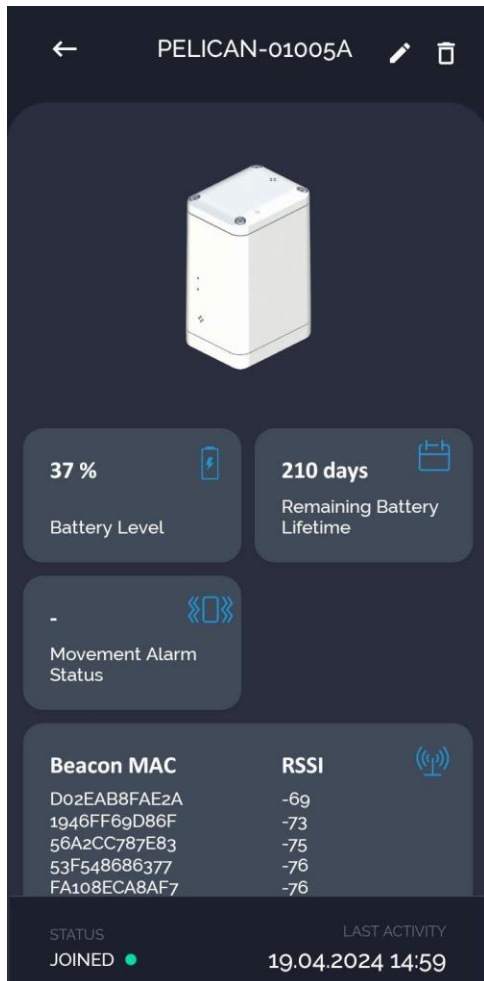 PELICAN-01005A
37 %
Battery Level
210 days
Remaining Battery
Lifetime
-
Movement Alarm
Status
Beacon MAC RSSI
D02EAB8FAE2A -69
1946FF69D86F -73
56A2CC787E83 -75
53F548686377 -76
FA108ECA8AF7 -76
STATUS LAST ACTIVITY
JOINED 19.04.2024 14:59